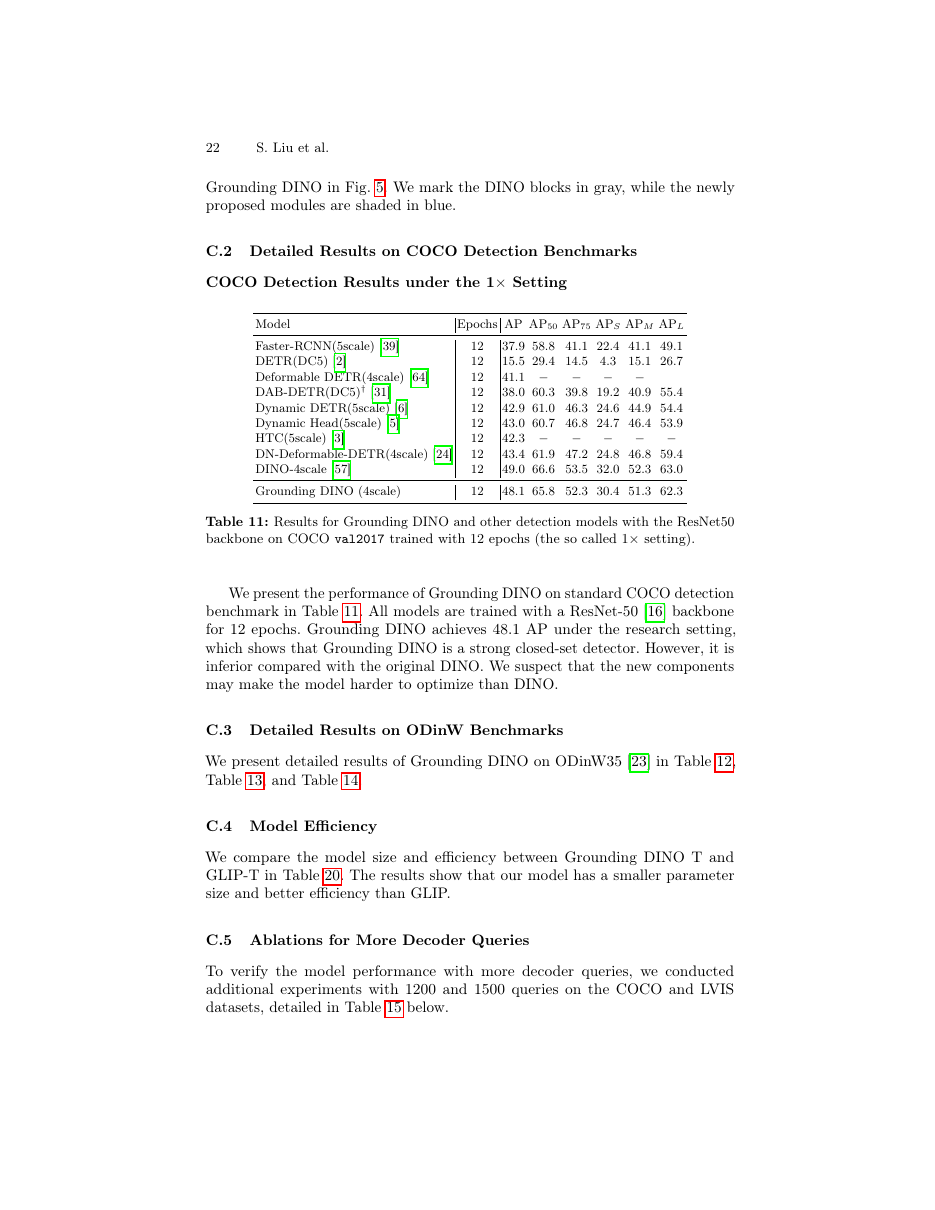 22 S. Liu et al.
Grounding DINO in Fig. 5. We mark the DINO blocks in gray, while the newly
proposed modules are shaded in blue.
C.2 Detailed Results on COCO Detection Benchmarks
COCO Detection Results under the 1× Setting
Model Epochs AP AP50 AP75 APS APM APL
Faster-RCNN(5scale) [39] 12 37.9 58.8 41.1 22.4 41.1 49.1
DETR(DC5) [2] 12 15.5 29.4 14.5 4.3 15.1 26.7
Deformable DETR(4scale) [64] 12 41.1 − − − −
DAB-DETR(DC5)† [31] 12 38.0 60.3 39.8 19.2 40.9 55.4
Dynamic DETR(5scale) [6] 12 42.9 61.0 46.3 24.6 44.9 54.4
Dynamic Head(5scale) [5] 12 43.0 60.7 46.8 24.7 46.4 53.9
HTC(5scale) [3] 12 42.3 − − − − −
DN-Deformable-DETR(4scale) [24] 12 43.4 61.9 47.2 24.8 46.8 59.4
DINO-4scale [57] 12 49.0 66.6 53.5 32.0 52.3 63.0
Grounding DINO (4scale) 12 48.1 65.8 52.3 30.4 51.3 62.3
Table 11: Results for Grounding DINO and other detection models with the ResNet50
backbone on COCO val2017 trained with 12 epochs (the so called 1× setting).
We present the performance of Grounding DINO on standard COCO detection
benchmark in Table 11. All models are trained with a ResNet-50 [16] backbone
for 12 epochs. Grounding DINO achieves 48.1 AP under the research setting,
which shows that Grounding DINO is a strong closed-set detector. However, it is
inferior compared with the original DINO. We suspect that the new components
may make the model harder to optimize than DINO.
C.3 Detailed Results on ODinW Benchmarks
We present detailed results of Grounding DINO on ODinW35 [23] in Table 12,
Table 13, and Table 14.
C.4 Model Efficiency
We compare the model size and efficiency between Grounding DINO T and
GLIP-T in Table 20. The results show that our model has a smaller parameter
size and better efficiency than GLIP.
C.5 Ablations for More Decoder Queries
To verify the model performance with more decoder queries, we conducted
additional experiments with 1200 and 1500 queries on the COCO and LVIS
datasets, detailed in Table 15 below.